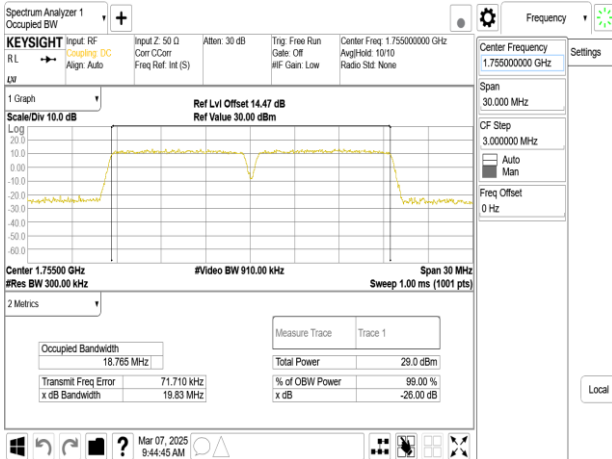 Spectrum Analyzer 1
Occupied BW
Frequency
KEYSIGHT
RL
Input: RF
Coupling: DC
Align: Auto
Input Z: 50 Ω
Corr CCorr
Freq Ref: Int (S)
Atten: 30 dB
Trig: Free Run
Gate: Off
#IF Gain: Low
Center Freq: 1.755000000 GHz
Avg|Hold: 10/10
Radio Std: None
LXI
Center Frequency
1.755000000 GHz
Settings
Span
30.000 MHz
CF Step
3.000000 MHz
Auto
Man
Freq Offset
0 Hz
Local
1 Graph
Scale/Div 10.0 dB
Ref Lvl Offset 14.47 dB
Ref Value 30.00 dBm
Log
20.0
10.0
0.00
-10.0
-20.0
-30.0
-40.0
-50.0
-60.0
Center 1.75500 GHz
#Video BW 910.00 kHz
Span 30 MHz
#Res BW 300.00 kHz
Sweep 1.00 ms (1001 pts)
2 Metrics
Measure Trace
Trace 1
Occupied Bandwidth
18.765 MHz
Total Power
29.0 dBm
Transmit Freq Error
71.710 kHz
% of OBW Power
99.00 %
x dB Bandwidth
19.83 MHz
x dB
-26.00 dB
?
Mar 07, 2025
9:44:45 AM